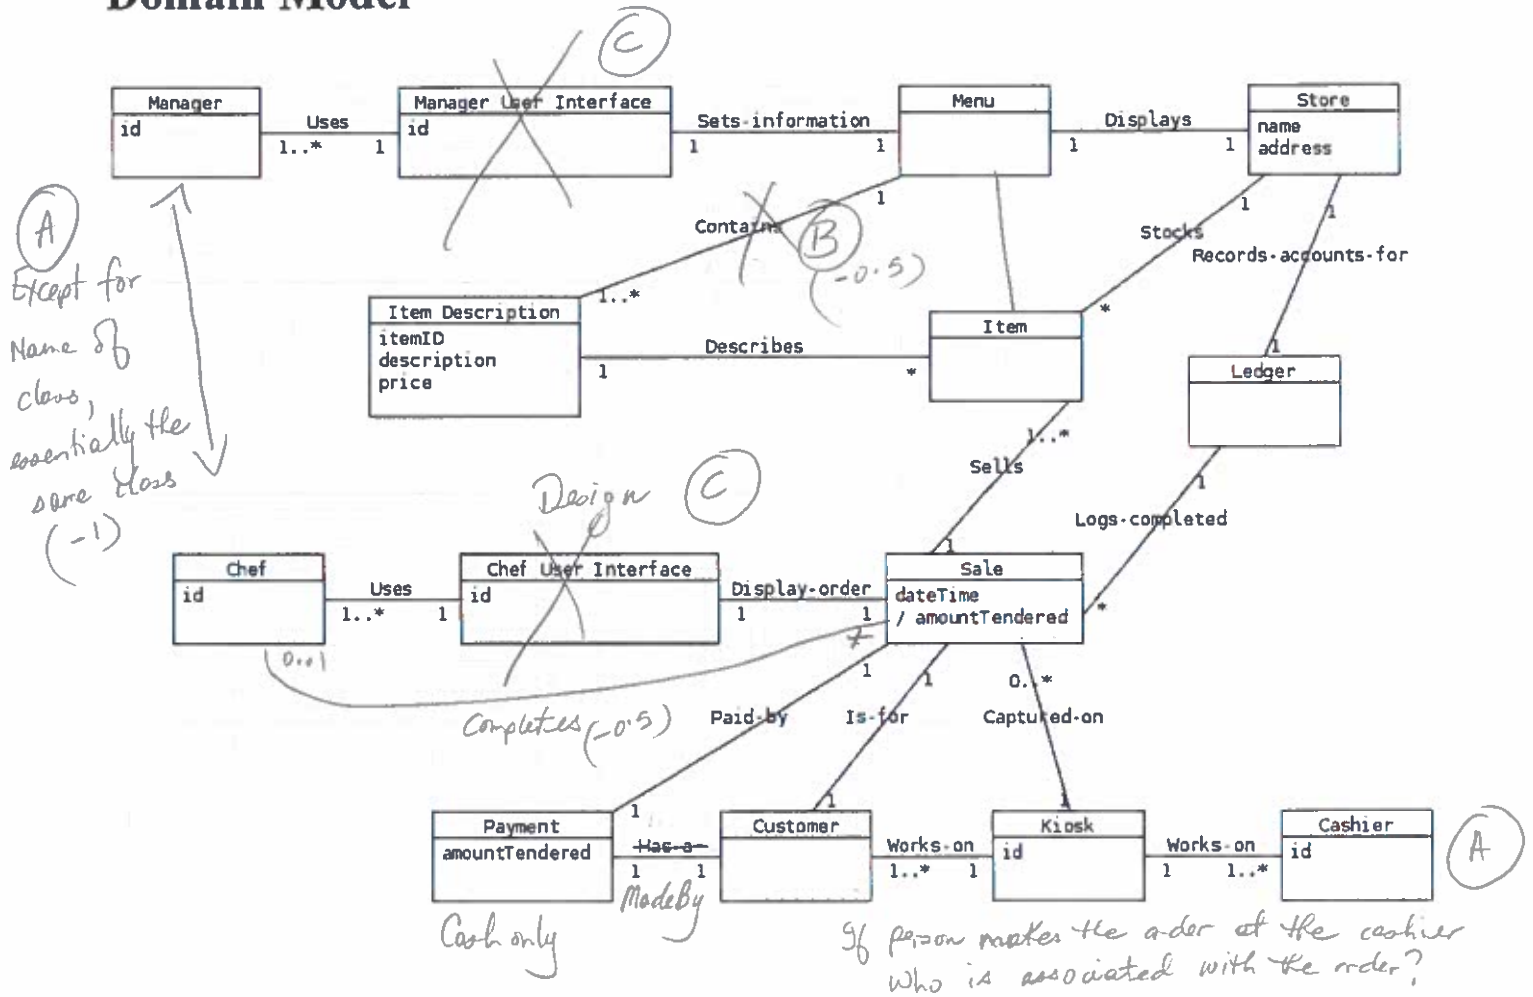 Domain Model
C
Manager
id
Uses
1..*
1
Manager User Interface
id
Sets-information
1
1
Menu
Displays
1
1
Store
name
address
A
Except for
Name of
class,
essentially the
same class
(-1)
Contains
1
1..*
B
(-0.5)
Stocks
1
*
Records-accounts-for
1
1
Item Description
itemID
description
price
Describes
1
*
Item
Ledger
1..*
Sells
1
Logs-completed
1
*
Design
C
Chef
id
Uses
1..*
1
Chef User Interface
id
Display-order
1
1
Sale
dateTime
/ amountTendered
0..1
*
Completes (-0.5)
Paid-by
1
1
Is-for
1
1
0..*
Captured-on
1
Payment
amountTendered
Has-a
1
1
Customer
Works-on
1..*
1
Kiosk
id
Works-on
1
1..*
Cashier
id
A
MadeBy
Cash only
If person makes the order at the cashier
who is associated with the order?